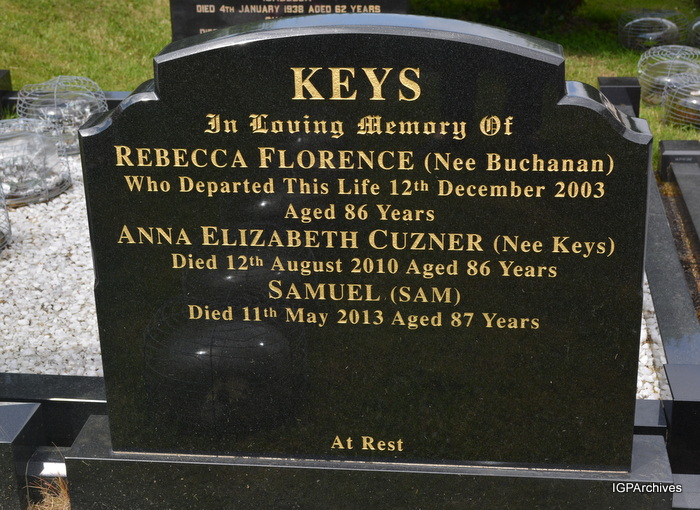 DIED 4TH JANUARY 1938 AGED 62 YEARS
KEYS
In Loving Memory Of
REBECCA FLORENCE (Nee Buchanan)
Who Departed This Life 12th December 2003
Aged 86 Years
ANNA ELIZABETH CUZNER (Nee Keys)
Died 12th August 2010 Aged 86 Years
SAMUEL (SAM)
Died 11th May 2013 Aged 87 Years
At Rest
IGPArchives